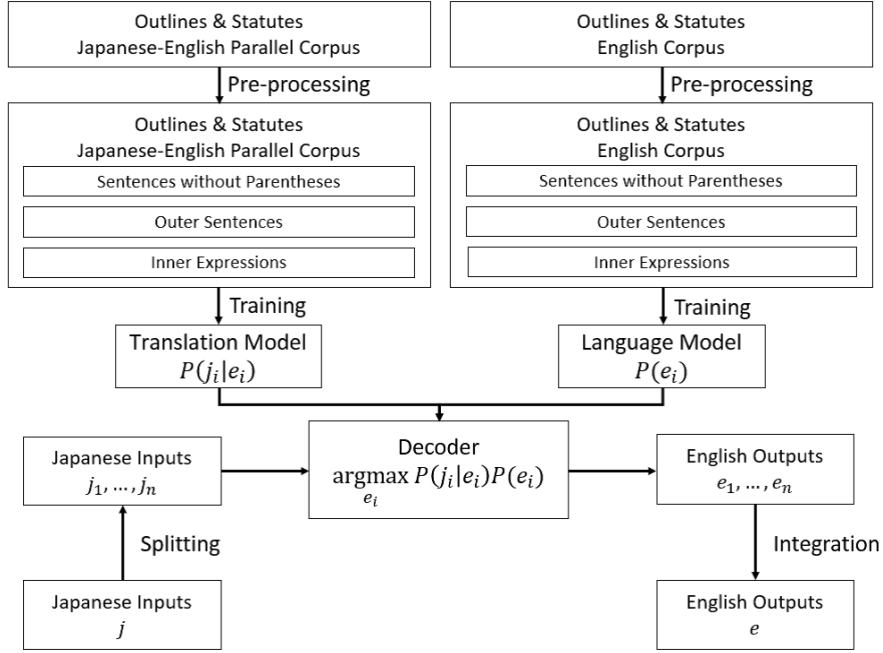 Outlines & Statutes
Japanese-English Parallel Corpus
Outlines & Statutes
English Corpus
Pre-processing
Pre-processing
Outlines & Statutes
Japanese-English Parallel Corpus
Sentences without Parentheses
Outer Sentences
Inner Expressions
Outlines & Statutes
English Corpus
Sentences without Parentheses
Outer Sentences
Inner Expressions
Training
Training
Translation Model
P(j_i|e_i)
Language Model
P(e_i)
Japanese Inputs
j_1, …, j_n
Decoder
argmax P(j_i|e_i)P(e_i)
e_i
English Outputs
e_1, …, e_n
Splitting
Integration
Japanese Inputs
j
English Outputs
e